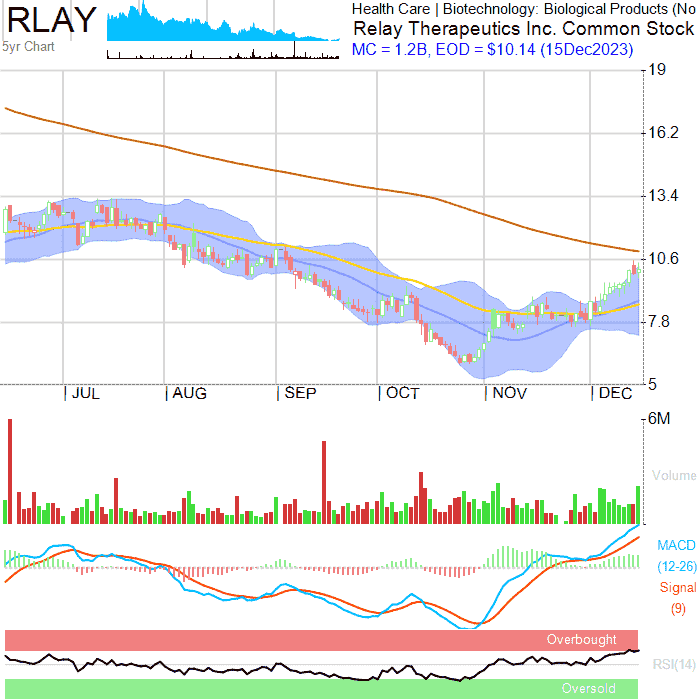 RLAY
5yr Chart
Health Care | Biotechnology: Biological Products (No
Relay Therapeutics Inc. Common Stock
MC = 1.2B, EOD = $10.14 (15Dec2023)
19
16.2
13.4
10.6
7.8
5
JUL AUG SEP OCT NOV DEC
6M
Volume
MACD
(12-26)
Signal
(9)
Overbought
RSI(14)
Oversold